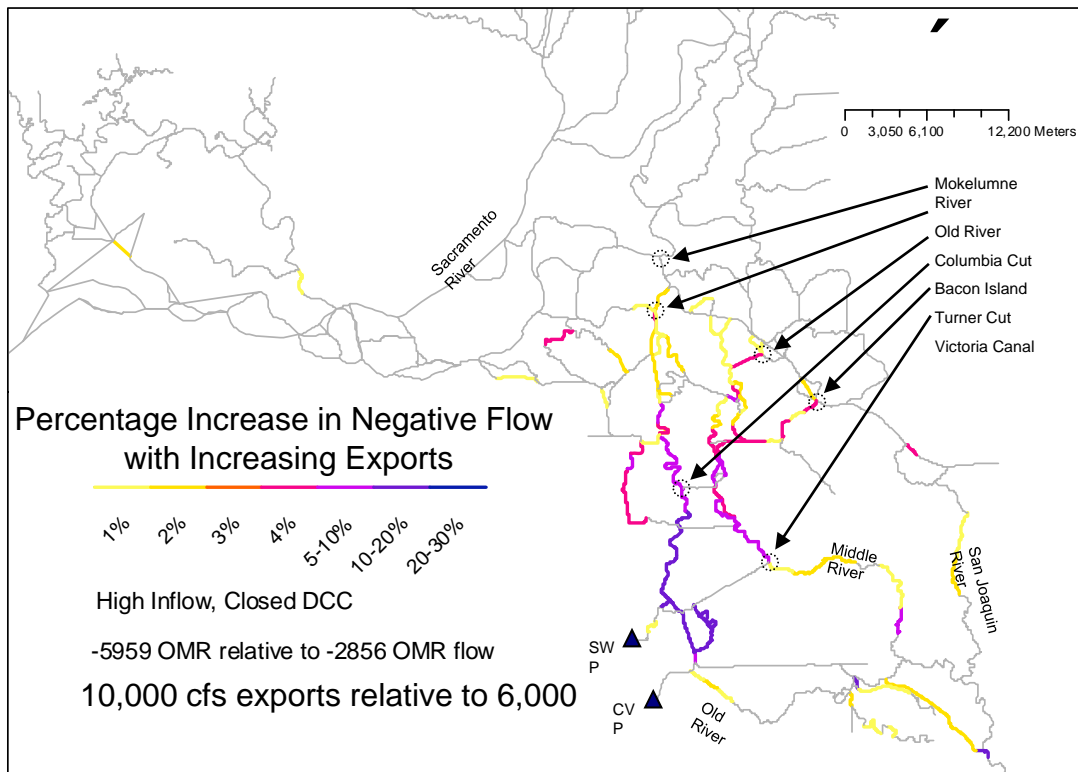 0 3,050 6,100 12,200 Meters
Mokelumne
River
Old River
Columbia Cut
Bacon Island
Turner Cut
Victoria Canal
Sacramento
River
Percentage Increase in Negative Flow
with Increasing Exports
1% 2% 3% 4% 5-10% 10-20% 20-30%
High Inflow, Closed DCC
-5959 OMR relative to -2856 OMR flow
10,000 cfs exports relative to 6,000
Middle
River
San Joaquin
River
SW
P
CV
P
Old
River